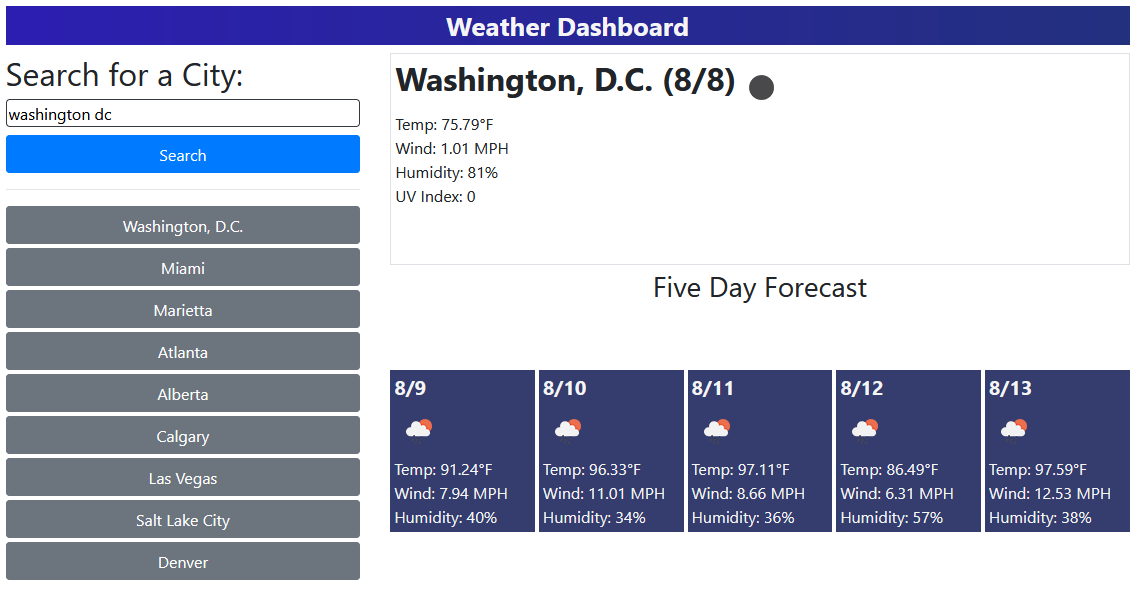 Weather Dashboard
Search for a City:
washington dc
Search
Washington, D.C.
Miami
Marietta
Atlanta
Alberta
Calgary
Las Vegas
Salt Lake City
Denver
Washington, D.C. (8/8)
Temp: 75.79°F
Wind: 1.01 MPH
Humidity: 81%
UV Index: 0
Five Day Forecast
8/9
Temp: 91.24°F
Wind: 7.94 MPH
Humidity: 40%
8/10
Temp: 96.33°F
Wind: 11.01 MPH
Humidity: 34%
8/11
Temp: 97.11°F
Wind: 8.66 MPH
Humidity: 36%
8/12
Temp: 86.49°F
Wind: 6.31 MPH
Humidity: 57%
8/13
Temp: 97.59°F
Wind: 12.53 MPH
Humidity: 38%